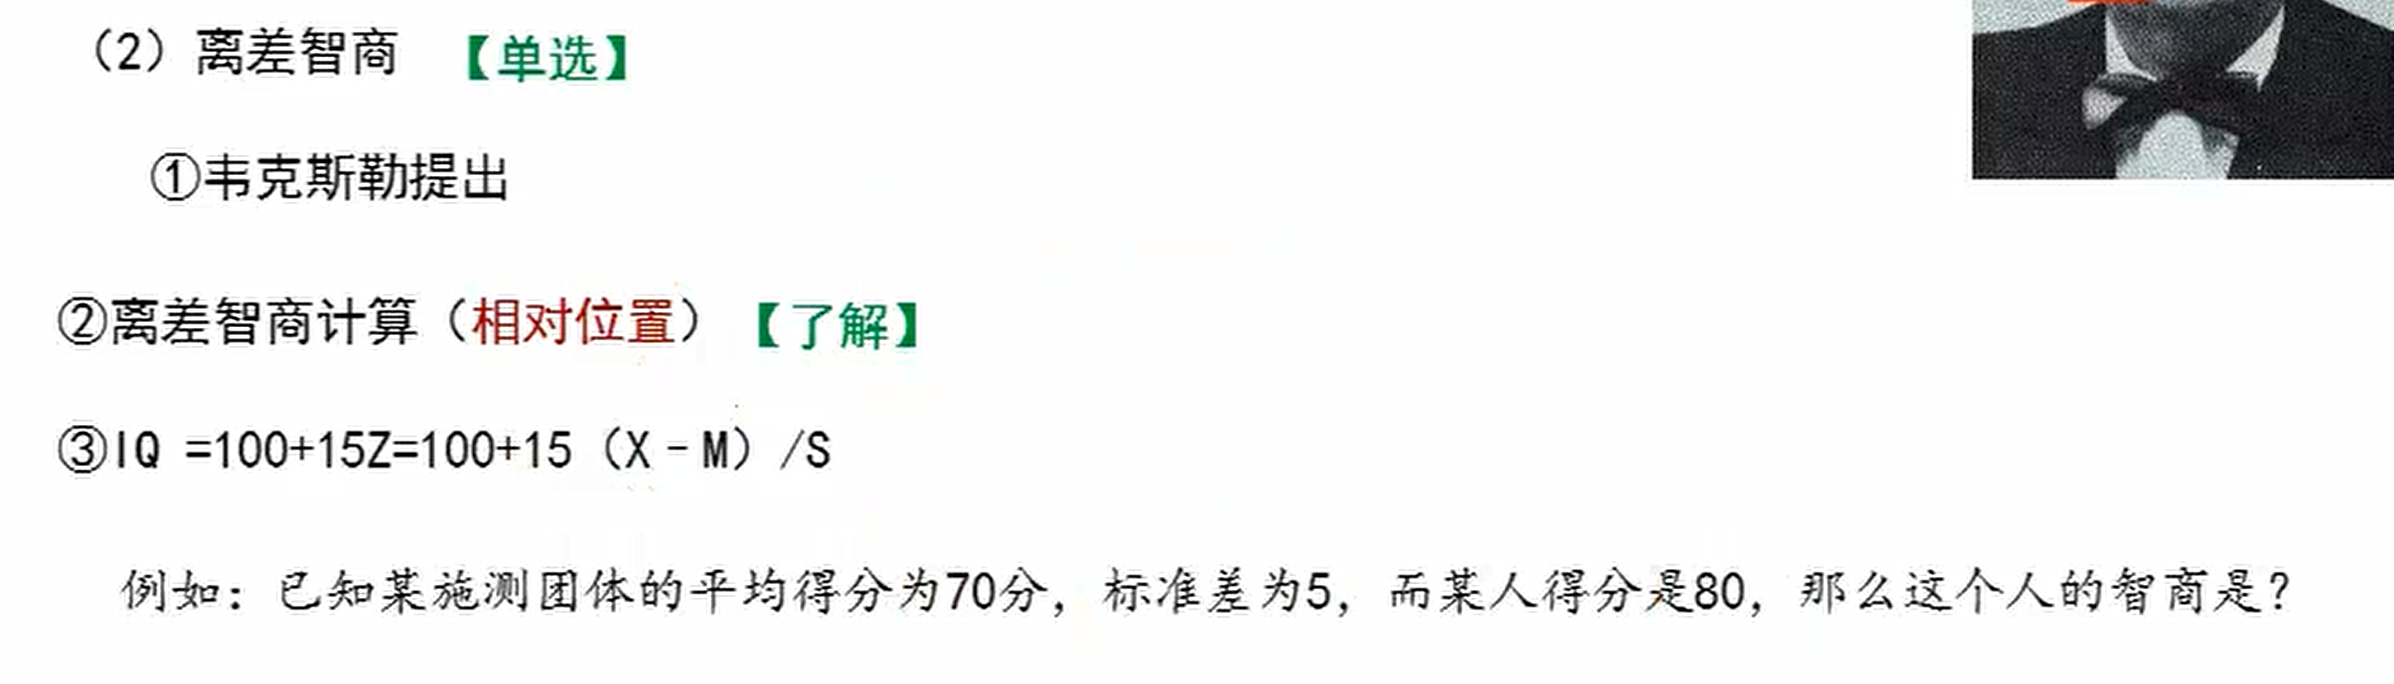 （2）离差智商 【单选】
①韦克斯勒提出
②离差智商计算（相对位置）【了解】
③IQ =100+15Z=100+15（X－M）/S
例如：已知某施测团体的平均得分为70分，标准差为5，而某人得分是80，那么这个人的智商是？